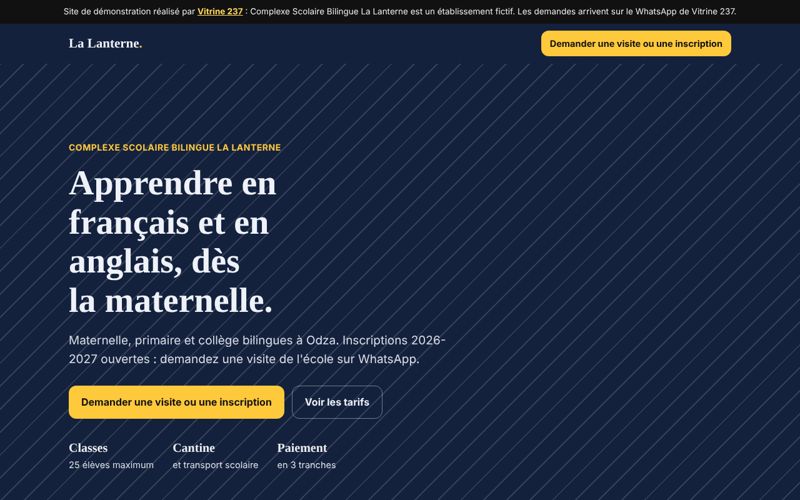 Site de démonstration réalisé par Vitrine 237 : Complexe Scolaire Bilingue La Lanterne est un établissement fictif. Les demandes arrivent sur le WhatsApp de Vitrine 237.
La Lanterne.
Demander une visite ou une inscription
COMPLEXE SCOLAIRE BILINGUE LA LANTERNE
Apprendre en
français et en
anglais, dès
la maternelle.
Maternelle, primaire et collège bilingues à Odza. Inscriptions 2026-
2027 ouvertes : demandez une visite de l'école sur WhatsApp.
Demander une visite ou une inscription
Voir les tarifs
Classes
25 élèves maximum
Cantine
et transport scolaire
Paiement
en 3 tranches